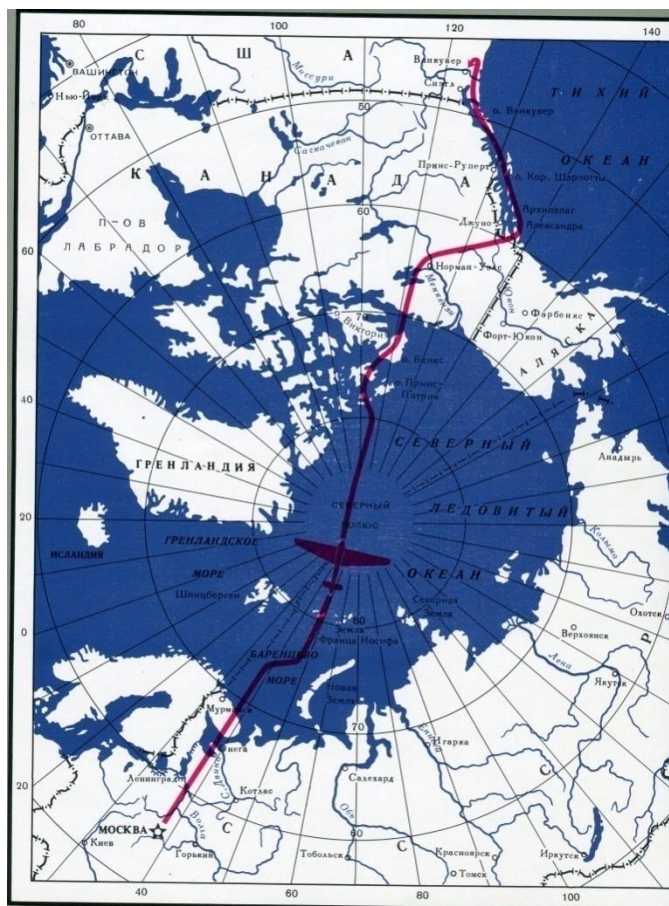 80
100
120
140
С Ш А
ВАШИНГТОН
Миссури
Ванкувер
Сиэтл
ТИХИЙ
Нью-Йорк
о. Ванкувер
ОТТАВА
Саскачеван
ОКЕАН
К А Н А Д А
Принс-Руперт
о. Кор. Шарлотты
П-ОВ
ЛАБРАДОР
60
Джуно
Архипелаг
Александра
60
Норман-Уэлс
Маккензи
Юкон
Фарбенкс
Форт-Юкон
АЛЯСКА
70
о. Виктория
о. Банкс
о. Принс-
Патрик
40
СЕВЕРНЫЙ
ГРЕНЛАНДИЯ
Анадырь
СЕВЕРНЫЙ
ПОЛЮС
ЛЕДОВИТЫЙ
20
Колыма
ИСЛАНДИЯ
ГРЕНЛАНДСКОЕ
МОРЕ
ОКЕАН
Шпицберген
Северная
Земля
Охотск
80
Земля
Франца Иосифа
Верхоянск
Р
0
БАРЕНЦЕВО
МОРЕ
Лена
Якутск
Новая
Земля
Мурманск
70
Енисей
Игарка
С
Онега
Салехард
20
Ленинград
С. Двина
Котлас
Обь
С
МОСКВА
Волга
С
60
С
Киев
Горький
Тобольск
Красноярск
Иркутск
Томск
40
60
80
100